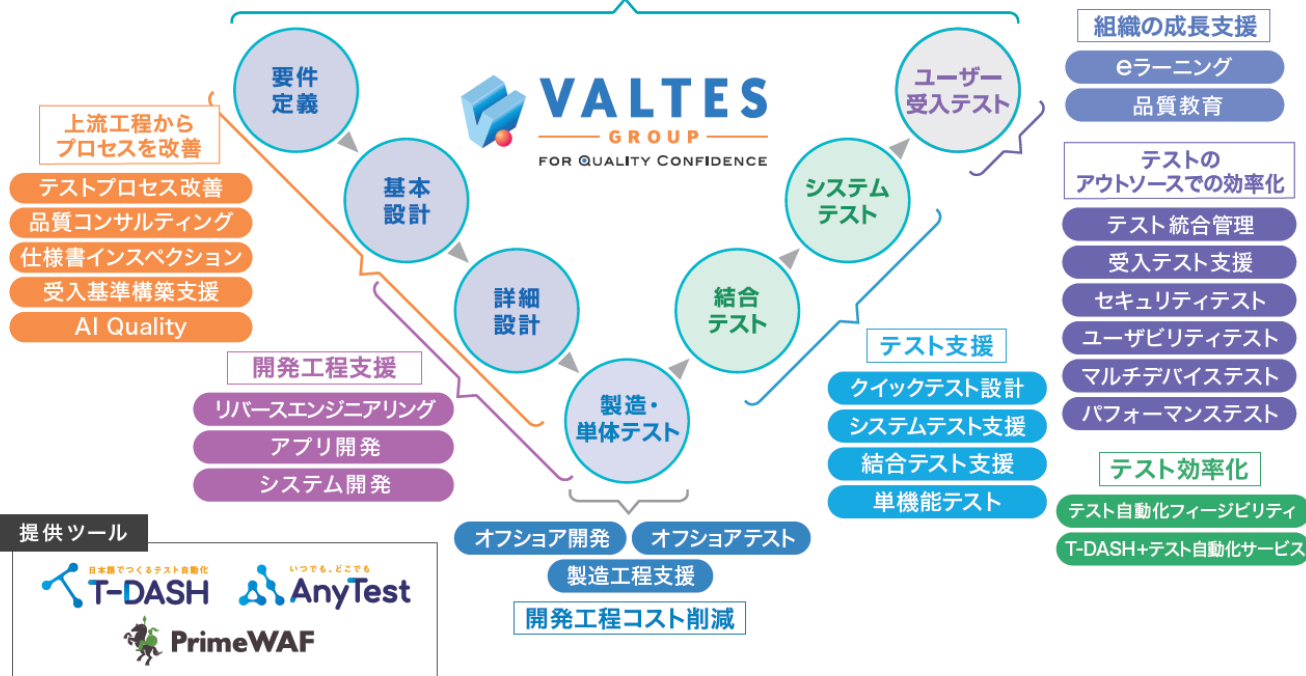 要件
定義
基本
設計
詳細
設計
製造・
単体テスト
結合
テスト
システム
テスト
ユーザー
受入テスト
VALTES
GROUP
FOR QUALITY CONFIDENCE
上流工程から
プロセスを改善
テストプロセス改善
品質コンサルティング
仕様書インスペクション
受入基準構築支援
AI Quality
開発工程支援
リバースエンジニアリング
アプリ開発
システム開発
オフショア開発
オフショアテスト
製造工程支援
開発工程コスト削減
テスト支援
クイックテスト設計
システムテスト支援
結合テスト支援
単機能テスト
組織の成長支援
eラーニング
品質教育
テストの
アウトソースでの効率化
テスト統合管理
受入テスト支援
セキュリティテスト
ユーザビリティテスト
マルチデバイステスト
パフォーマンステスト
テスト効率化
テスト自動化フィージビリティ
T-DASH+テスト自動化サービス
提供ツール
日本語でつくるテスト自動化
T-DASH
いつでも、どこでも
AnyTest
PrimeWAF